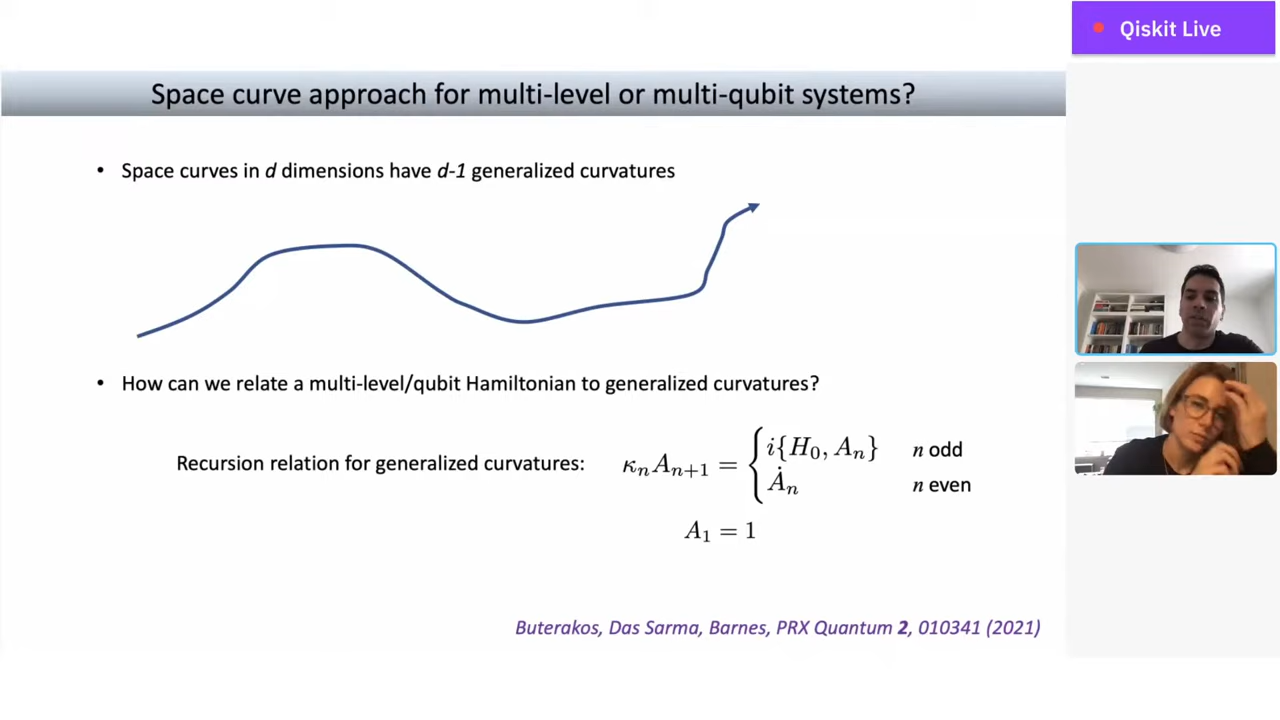 Qiskit Live
Space curve approach for multi-level or multi-qubit systems?
• Space curves in d dimensions have d-1 generalized curvatures
• How can we relate a multi-level/qubit Hamiltonian to generalized curvatures?
Recursion relation for generalized curvatures: κₙAₙ₊₁ = { i{H₀, Aₙ} n odd
Ȧₙ n even
A₁ = 1
Buterakos, Das Sarma, Barnes, PRX Quantum 2, 010341 (2021)